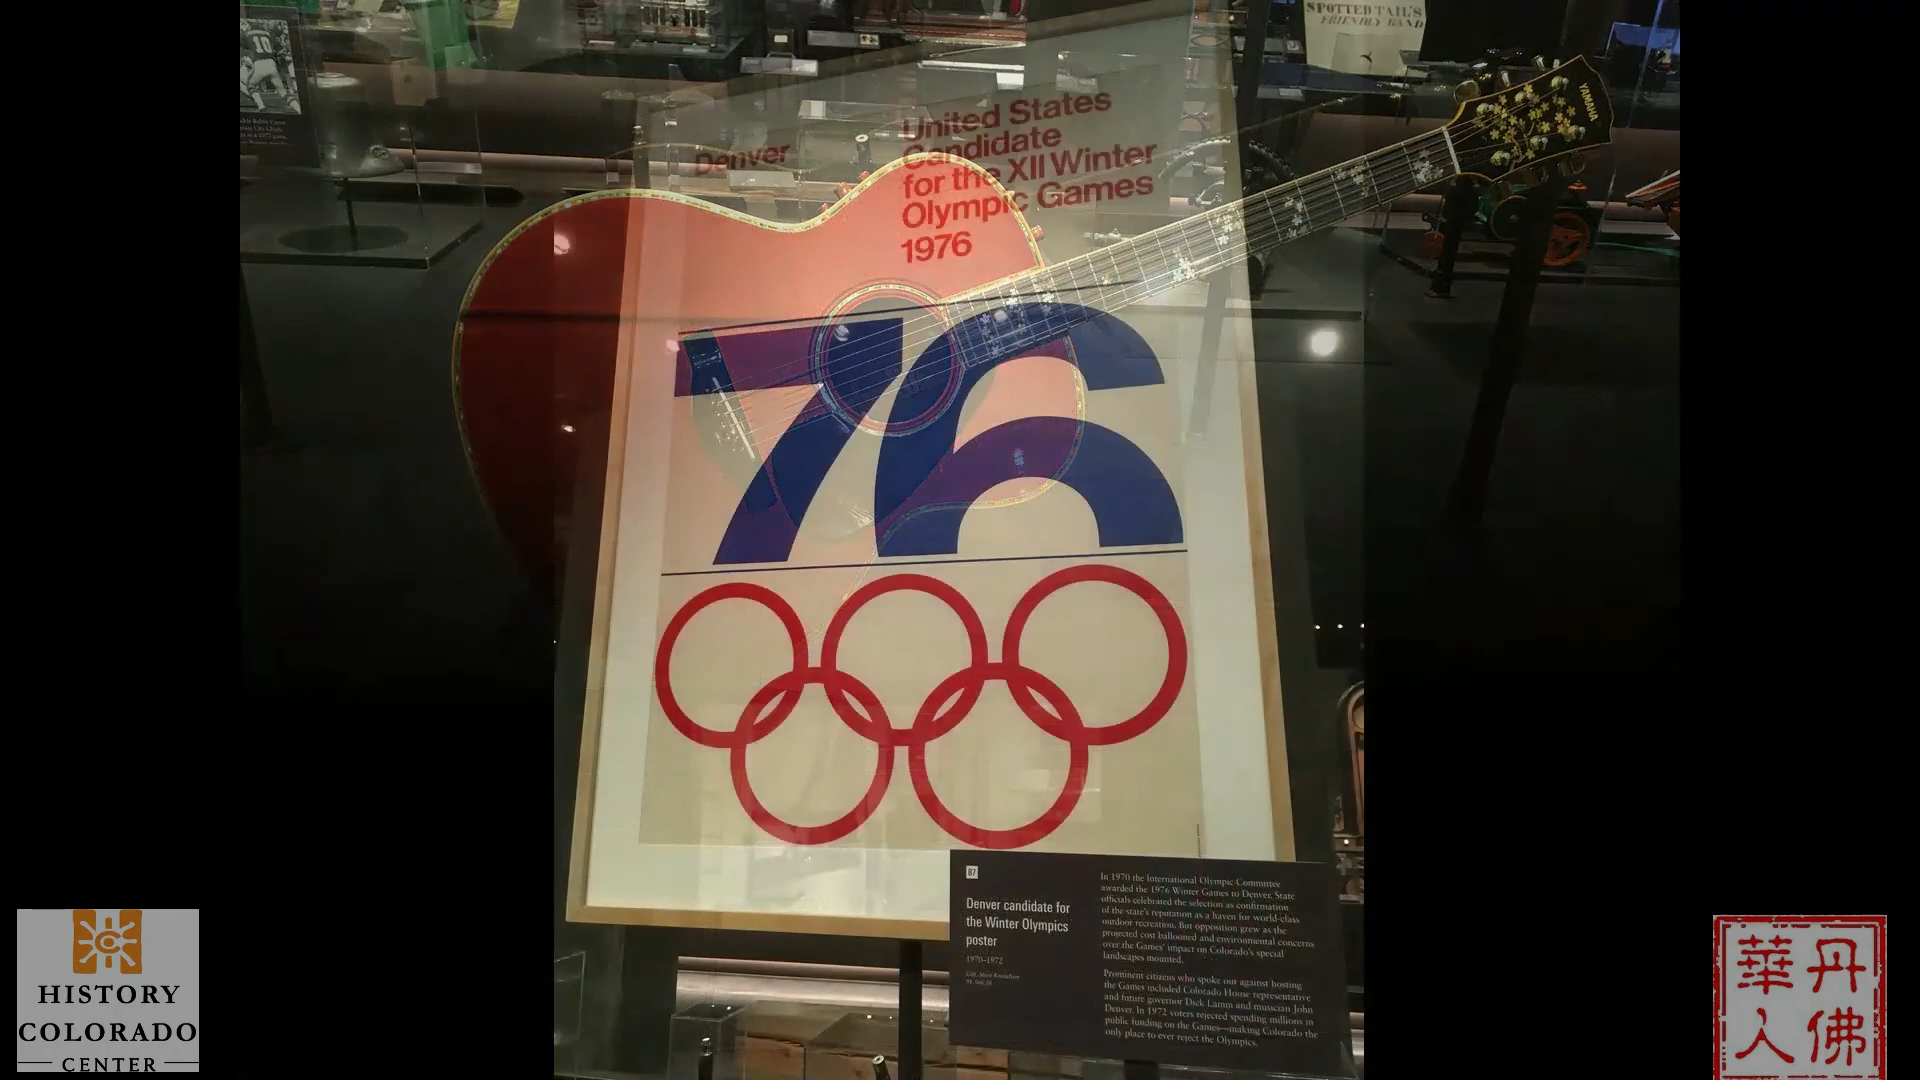 SPOTTED TAIL'S
FRIENDLY BAND
10
YAMAHA
Denver
United States
Candidate
for the XII Winter
Olympic Games
1976
76
87
Denver candidate for
the Winter Olympics
poster
1970–1972
In 1970 the International Olympic Committee
awarded the 1976 Winter Games to Denver. State
officials celebrated the selection as confirmation
of the state's reputation as a haven for world-class
outdoor recreation. But opposition grew as the
projected cost ballooned and environmental concerns
over the Games' impact on Colorado's special
landscapes mounted.
Prominent citizens who spoke out against hosting
the Games included Colorado House representative
and future governor Dick Lamm and musician John
Denver. In 1972 voters rejected spending millions in
public funding on the Games—making Colorado the
only place to ever reject the Olympics.
HISTORY
COLORADO
CENTER
華丹
人佛